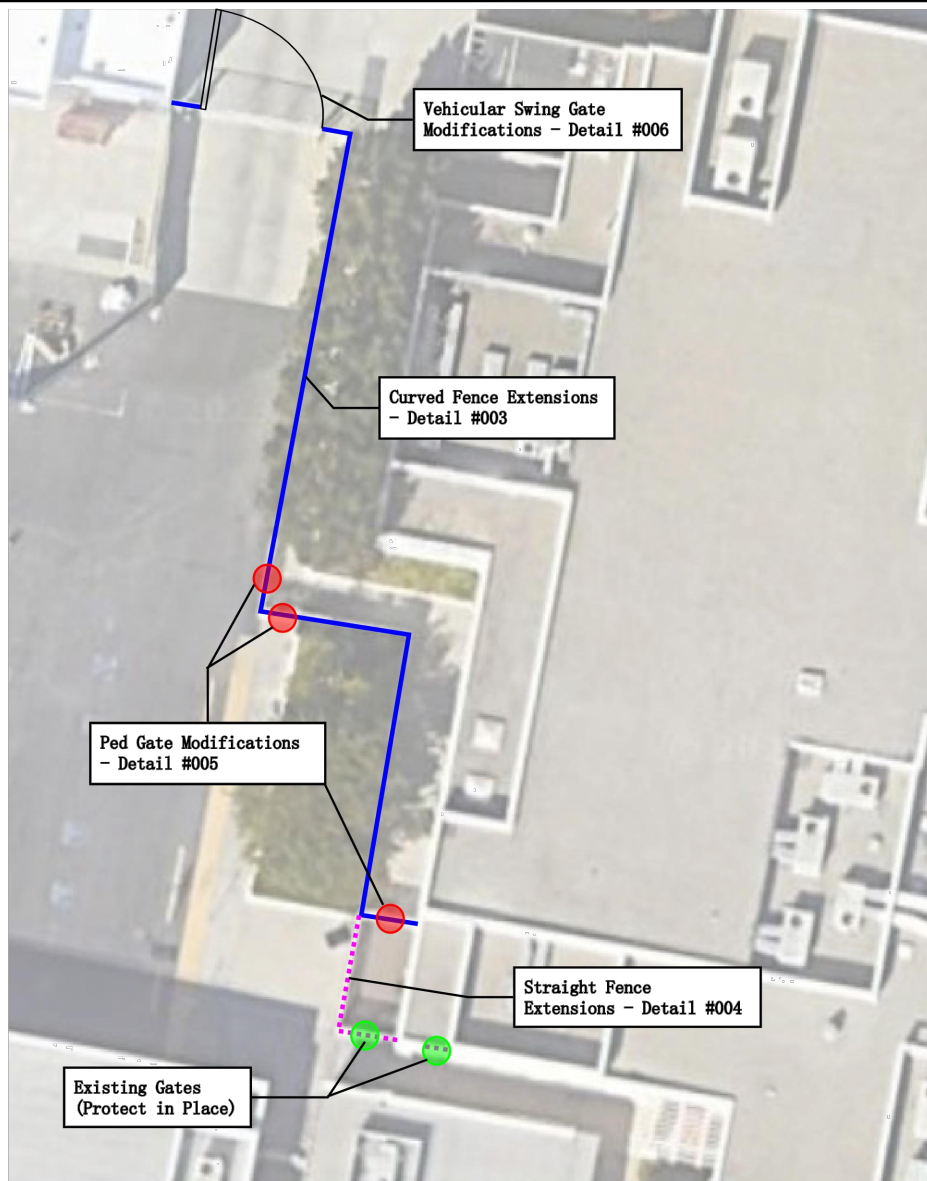 Vehicular Swing Gate
Modifications - Detail #006
Curved Fence Extensions
- Detail #003
Ped Gate Modifications
- Detail #005
Straight Fence
Extensions - Detail #004
Existing Gates
(Protect in Place)